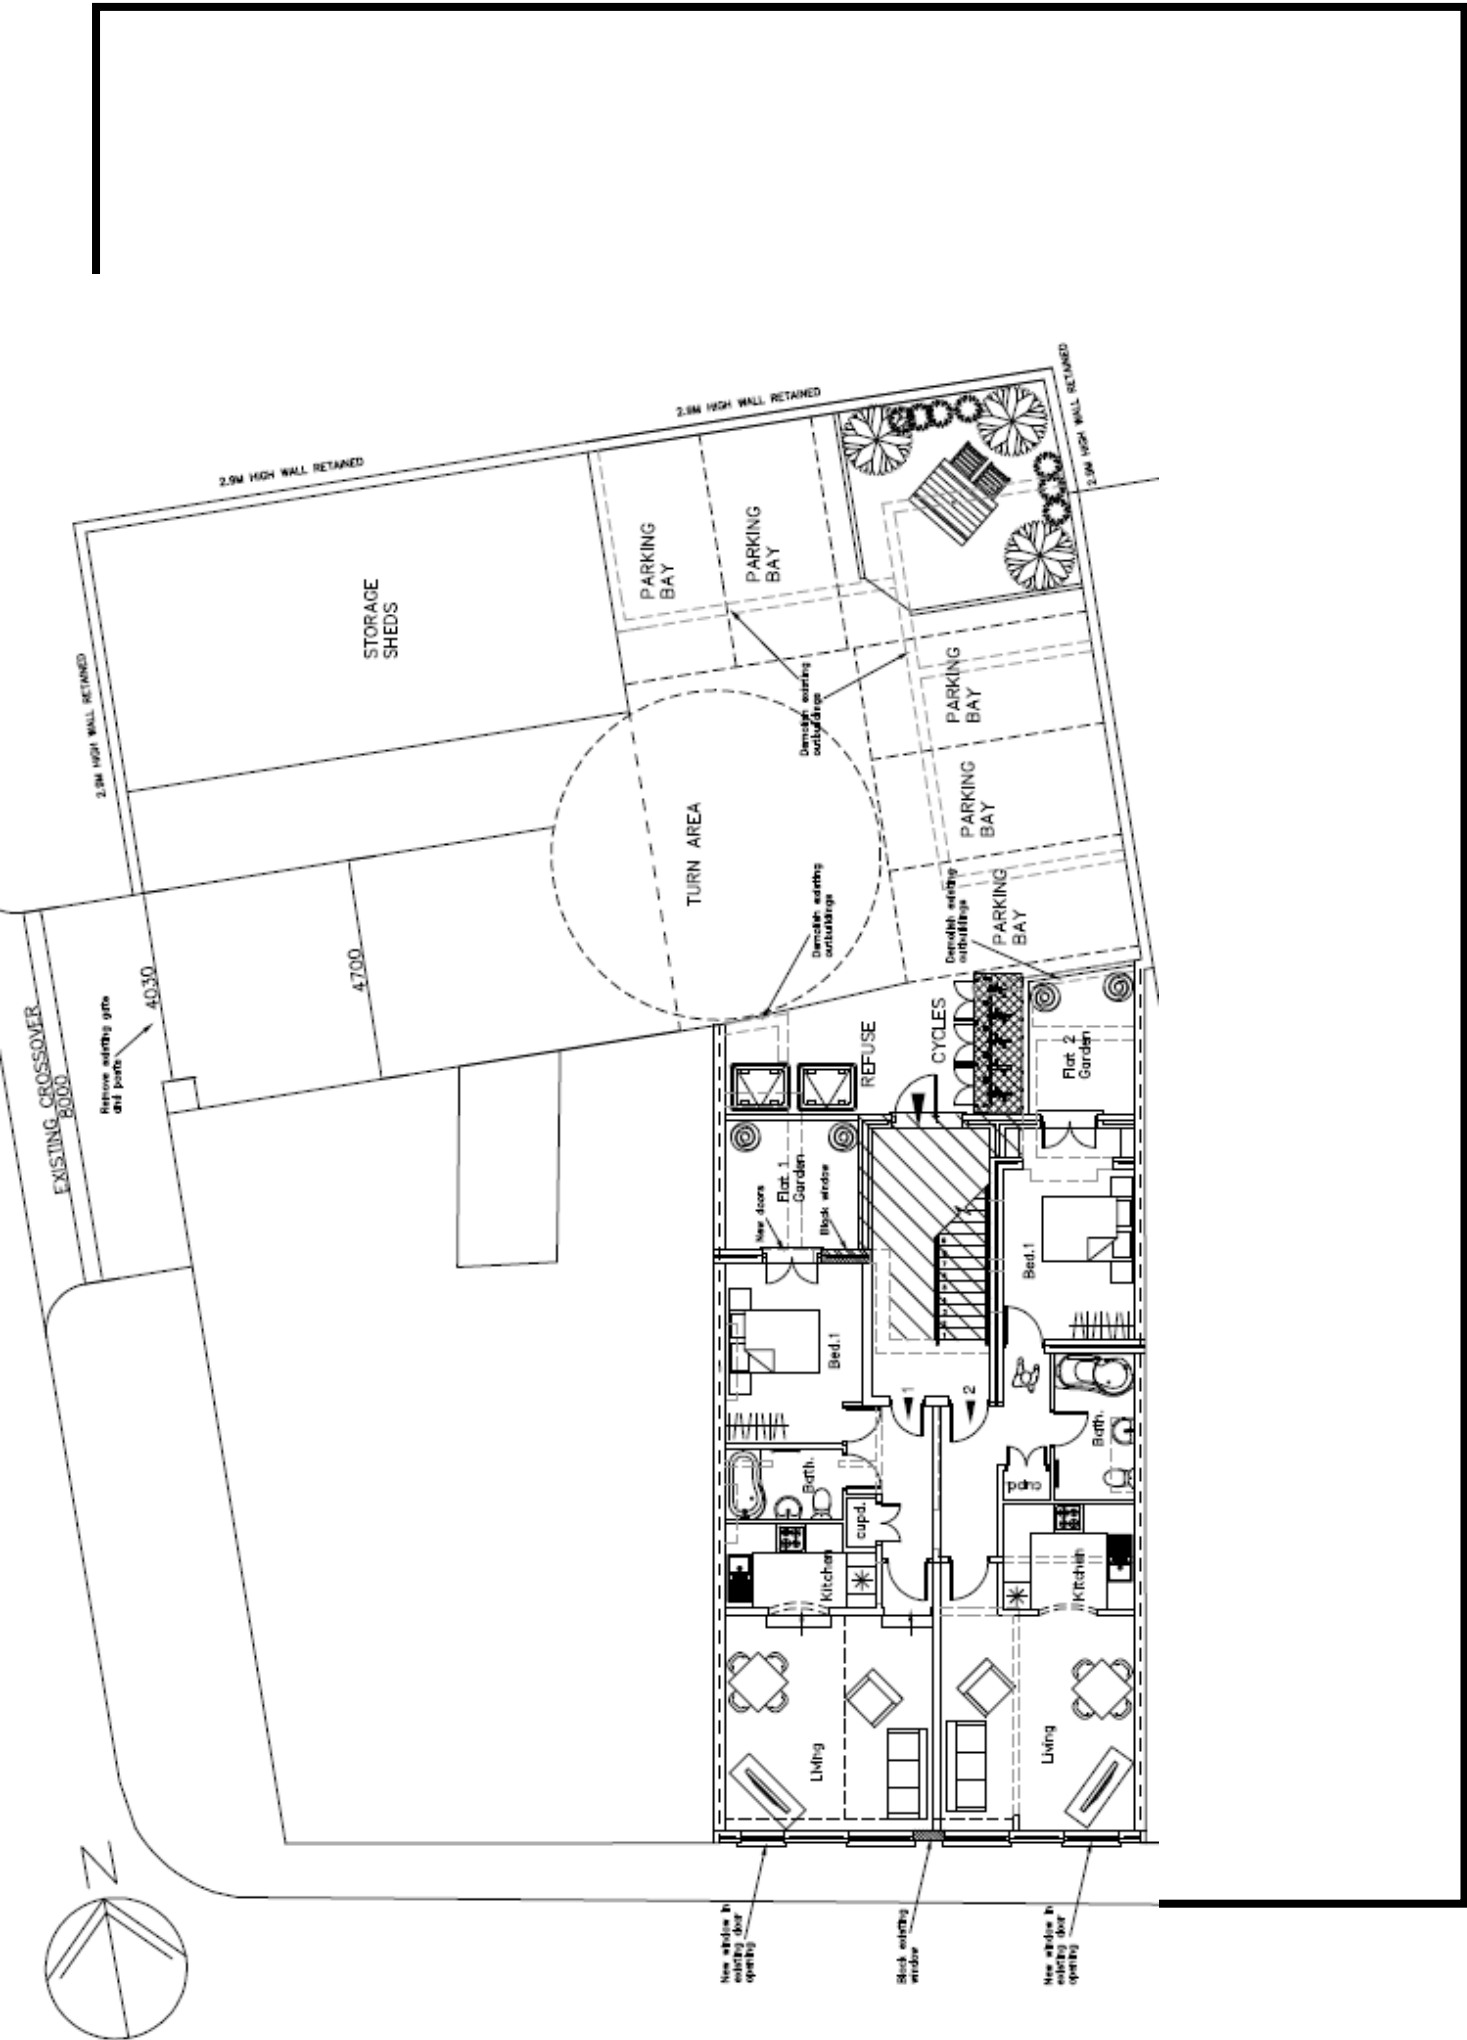 2.9M HIGH WALL RETAINED
2.9M HIGH WALL RETAINED
2.9M HIGH WALL RETAINED
2.9M HIGH WALL RETAINED
STORAGE
SHEDS
PARKING
BAY
PARKING
BAY
PARKING
BAY
PARKING
BAY
PARKING
BAY
Demolish existing
outbuildings
TURN AREA
Demolish existing
outbuildings
Demolish existing
outbuildings
EXISTING CROSSOVER
8000
Remove existing gate
and posts
4030
4700
REFUSE
CYCLES
Flat 2
Garden
Flat 1
Garden
New doors
Block window
Bed.1
Bed.1
1
2
Bath.
Bath.
cupd.
cupd
Kitchen
Kitchen
Living
Living
N
New window in
existing door
opening
Block existing
window
New window in
existing door
opening